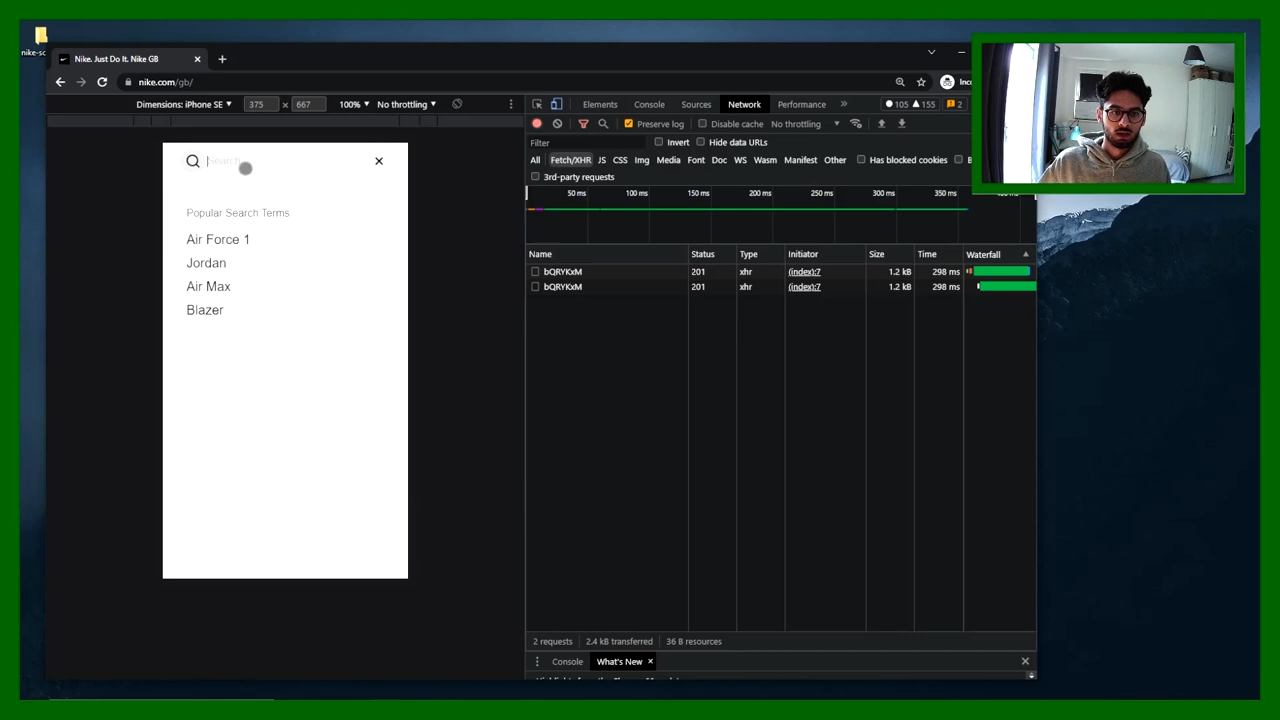 nike-sc
Nike. Just Do It. Nike GB
nike.com/gb/
Inco
Dimensions: iPhone SE
375 × 667
100%
No throttling
Elements
Console
Sources
Network
Performance
105
155
2
Preserve log
Disable cache
No throttling
Filter
Invert
Hide data URLs
All
Fetch/XHR
JS
CSS
Img
Media
Font
Doc
WS
Wasm
Manifest
Other
Has blocked cookies
B
3rd-party requests
50 ms
100 ms
150 ms
200 ms
250 ms
300 ms
350 ms
Search
Popular Search Terms
Air Force 1
Jordan
Air Max
Blazer
Name Status Type Initiator Size Time Waterfall
bQRYKxM 201 xhr (index):7 1.2 kB 298 ms
bQRYKxM 201 xhr (index):7 1.2 kB 298 ms
2 requests
2.4 kB transferred
36 B resources
Console
What's New